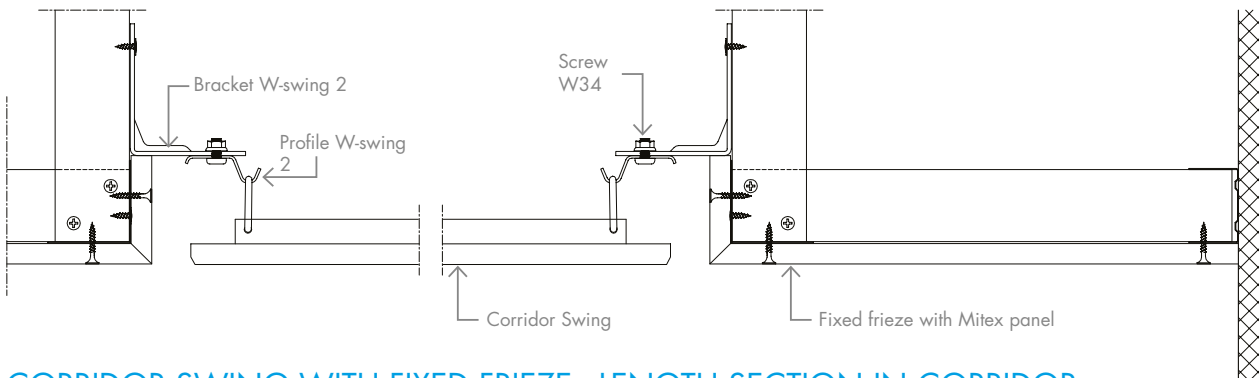 Bracket W-swing 2
Screw
W34
Profile W-swing
2
Corridor Swing
Fixed frieze with Mitex panel